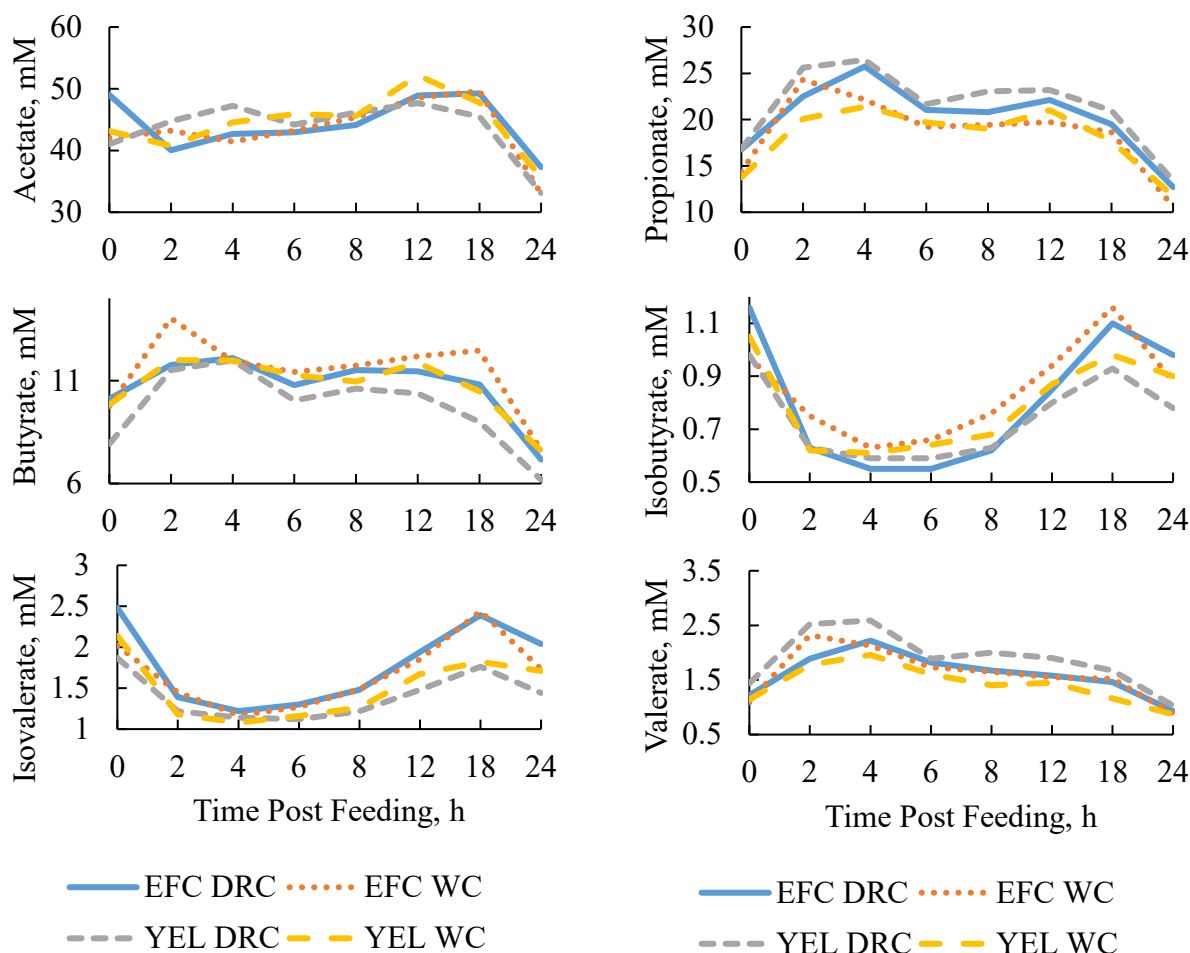 Acetate, mM
60
50
40
30
0 2 4 6 8 12 18 24
Propionate, mM
30
25
20
15
10
0 2 4 6 8 12 18 24
Butyrate, mM
11
6
0 2 4 6 8 12 18 24
Isobutyrate, mM
1.1
0.9
0.7
0.5
0 2 4 6 8 12 18 24
Isovalerate, mM
3
2.5
2
1.5
1
0 2 4 6 8 12 18 24
Time Post Feeding, h
Valerate, mM
3.5
2.5
1.5
0.5
0 2 4 6 8 12 18 24
Time Post Feeding, h
EFC DRC EFC WC
YEL DRC YEL WC
EFC DRC EFC WC
YEL DRC YEL WC